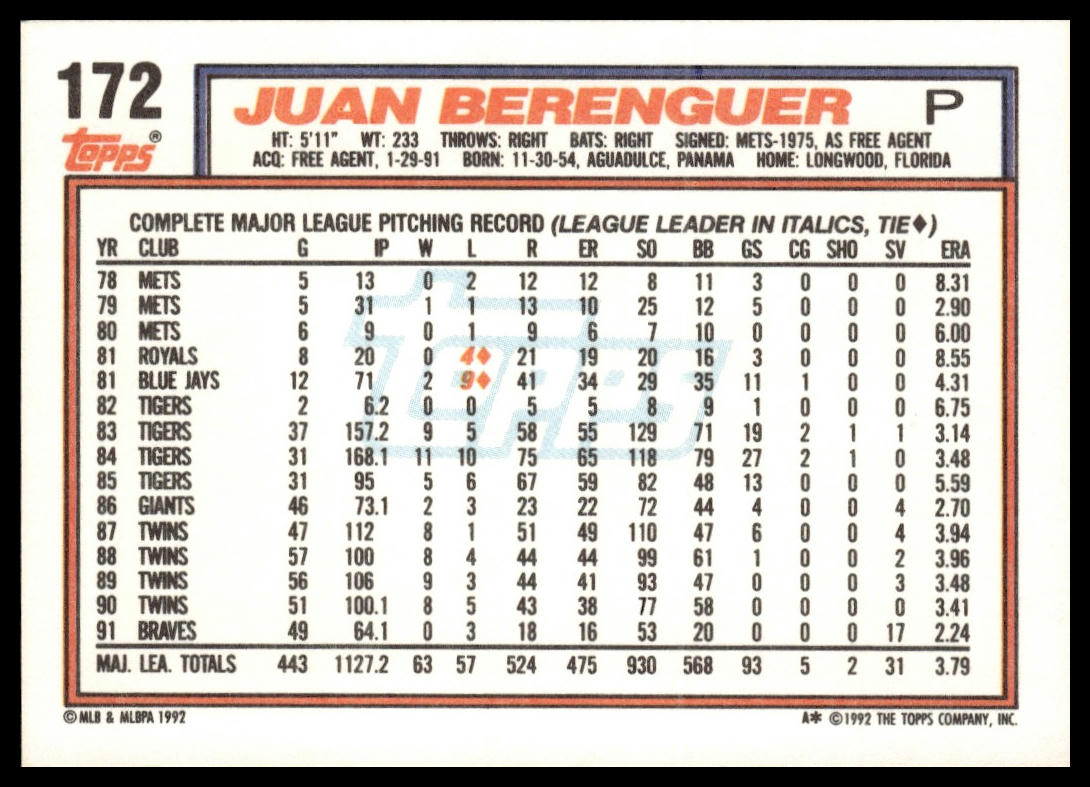 172
JUAN BERENGUER P
Topps®
HT: 5'11" WT: 233 THROWS: RIGHT BATS: RIGHT SIGNED: METS-1975, AS FREE AGENT
ACQ: FREE AGENT, 1-29-91 BORN: 11-30-54, AGUADULCE, PANAMA HOME: LONGWOOD, FLORIDA
COMPLETE MAJOR LEAGUE PITCHING RECORD (LEAGUE LEADER IN ITALICS, TIE♦)
YR CLUB G IP W L R ER SO BB GS CG SHO SV ERA
78 METS 5 13 0 2 12 12 8 11 3 0 0 0 8.31
79 METS 5 31 1 1 13 10 25 12 5 0 0 0 2.90
80 METS 6 9 0 1 9 6 7 10 0 0 0 0 6.00
81 ROYALS 8 20 0 4♦ 21 19 20 16 3 0 0 0 8.55
81 BLUE JAYS 12 71 2 9♦ 41 34 29 35 11 1 0 0 4.31
82 TIGERS 2 6.2 0 0 5 5 8 9 1 0 0 0 6.75
83 TIGERS 37 157.2 9 5 58 55 129 71 19 2 1 1 3.14
84 TIGERS 31 168.1 11 10 75 65 118 79 27 2 1 0 3.48
85 TIGERS 31 95 5 6 67 59 82 48 13 0 0 0 5.59
86 GIANTS 46 73.1 2 3 23 22 72 44 4 0 0 4 2.70
87 TWINS 47 112 8 1 51 49 110 47 6 0 0 4 3.94
88 TWINS 57 100 8 4 44 44 99 61 1 0 0 2 3.96
89 TWINS 56 106 9 3 44 41 93 47 0 0 0 3 3.48
90 TWINS 51 100.1 8 5 43 38 77 58 0 0 0 0 3.41
91 BRAVES 49 64.1 0 3 18 16 53 20 0 0 0 17 2.24
MAJ. LEA. TOTALS 443 1127.2 63 57 524 475 930 568 93 5 2 31 3.79
Topps
© MLB & MLBPA 1992
A* ©1992 THE TOPPS COMPANY, INC.